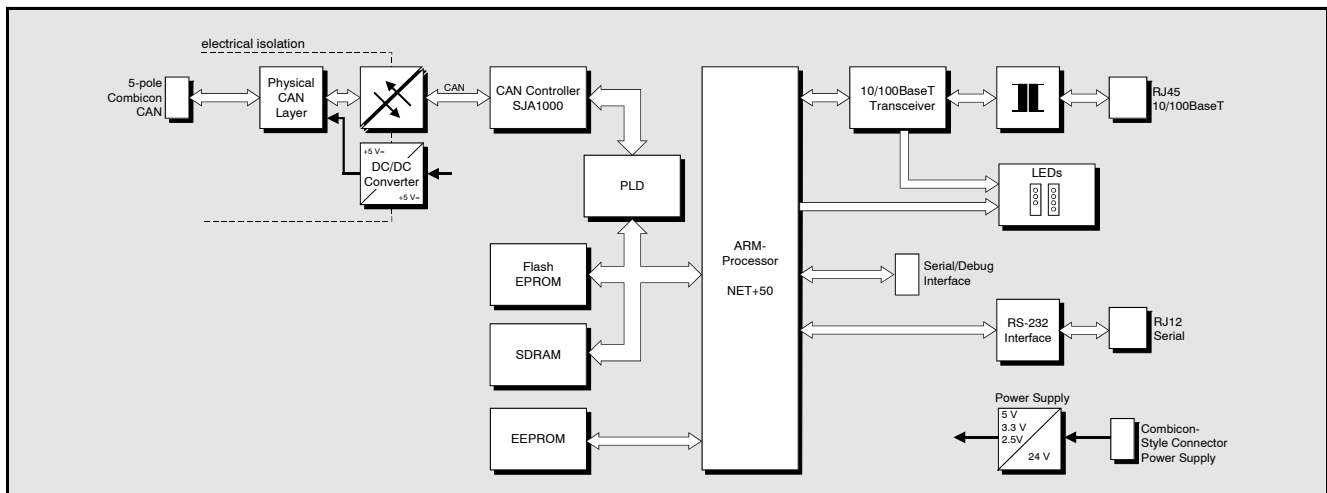 electrical isolation
5-pole
Combicon
CAN
Physical
CAN
Layer
CAN
CAN Controller
SJA1000
+5 V=
DC/DC
Converter
+5 V=
PLD
Flash
EPROM
SDRAM
EEPROM
ARM-
Processor
NET+50
10/100BaseT
Transceiver
RJ45
10/100BaseT
LEDs
Serial/Debug
Interface
RS-232
Interface
RJ12
Serial
Power Supply
5 V
3.3 V
2.5V
24 V
Combicon-
Style Connector
Power Supply